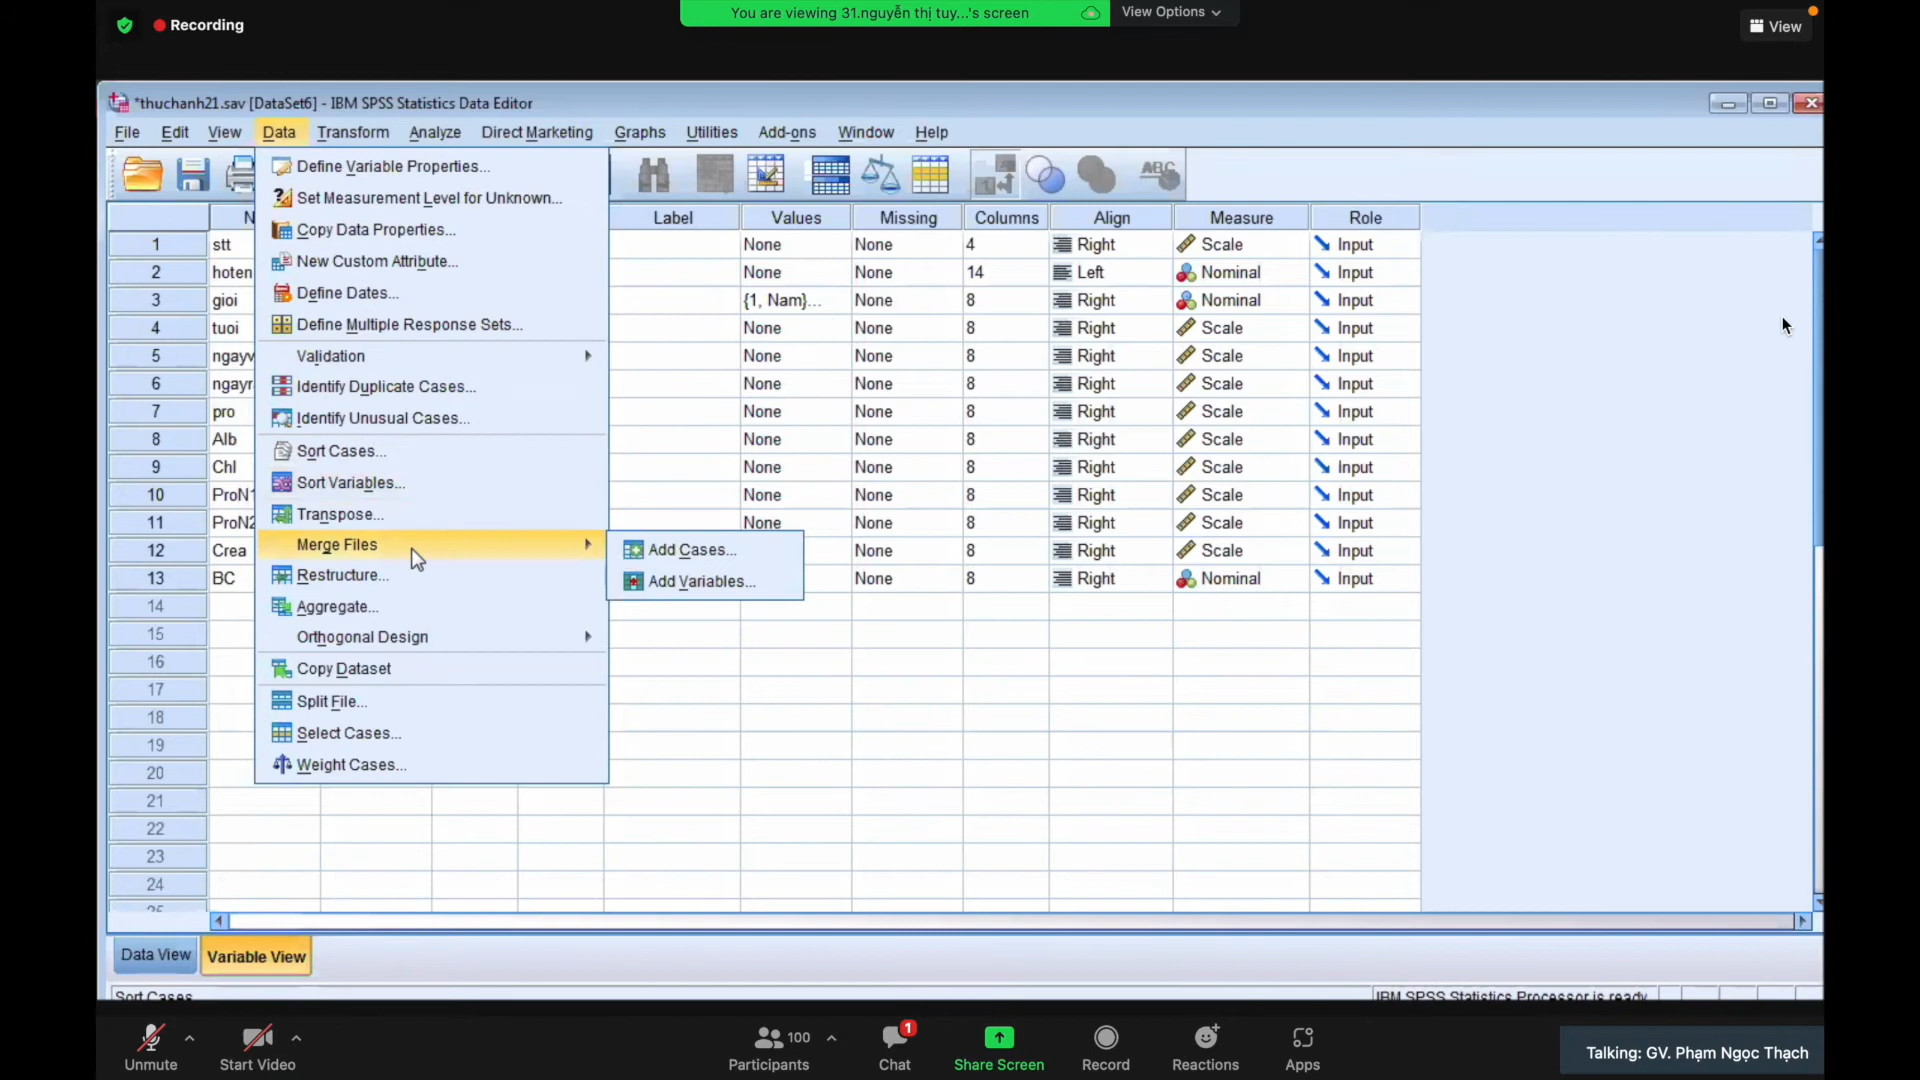 Recording
You are viewing 31.nguyễn thị tuy...'s screen
View Options
View
*thuchanh21.sav [DataSet6] - IBM SPSS Statistics Data Editor
File Edit View Data Transform Analyze Direct Marketing Graphs Utilities Add-ons Window Help
ABC
Define Variable Properties...
Set Measurement Level for Unknown...
Copy Data Properties...
New Custom Attribute...
Define Dates...
Define Multiple Response Sets...
Validation
Identify Duplicate Cases...
Identify Unusual Cases...
Sort Cases...
Sort Variables...
Transpose...
Merge Files
Restructure...
Aggregate...
Orthogonal Design
Copy Dataset
Split File...
Select Cases...
Weight Cases...
Add Cases...
Add Variables...
N Label Values Missing Columns Align Measure Role
1 stt None None 4 Right Scale Input
2 hoten None None 14 Left Nominal Input
3 gioi {1, Nam}... None 8 Right Nominal Input
4 tuoi None None 8 Right Scale Input
5 ngayv None None 8 Right Scale Input
6 ngayr None None 8 Right Scale Input
7 pro None None 8 Right Scale Input
8 Alb None None 8 Right Scale Input
9 Chl None None 8 Right Scale Input
10 ProN1 None None 8 Right Scale Input
11 ProN2 None None 8 Right Scale Input
12 Crea None 8 Right Scale Input
13 BC None 8 Right Nominal Input
14
15
16
17
18
19
20
21
22
23
24
25
Data View Variable View
Sort Cases
IBM SPSS Statistics Processor is ready
Unmute
Start Video
100
Participants
1
Chat
Share Screen
Record
Reactions
Apps
Talking: GV. Phạm Ngọc Thạch